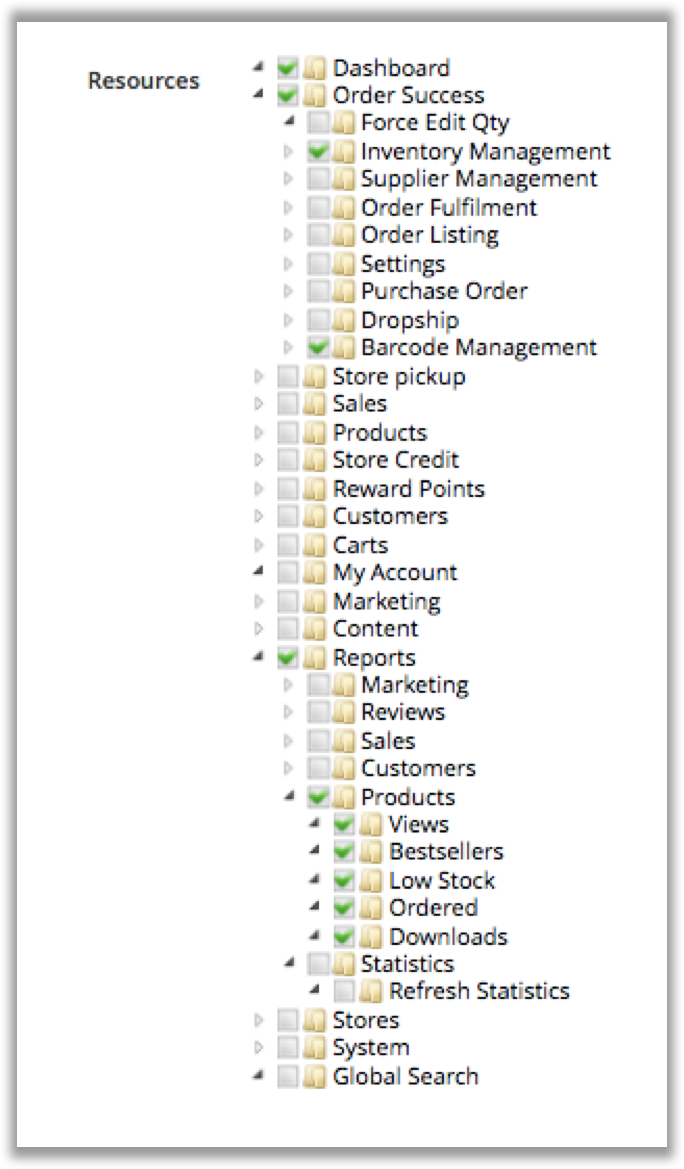 Resources
Dashboard
Order Success
Force Edit Qty
Inventory Management
Supplier Management
Order Fulfilment
Order Listing
Settings
Purchase Order
Dropship
Barcode Management
Store pickup
Sales
Products
Store Credit
Reward Points
Customers
Carts
My Account
Marketing
Content
Reports
Marketing
Reviews
Sales
Customers
Products
Views
Bestsellers
Low Stock
Ordered
Downloads
Statistics
Refresh Statistics
Stores
System
Global Search